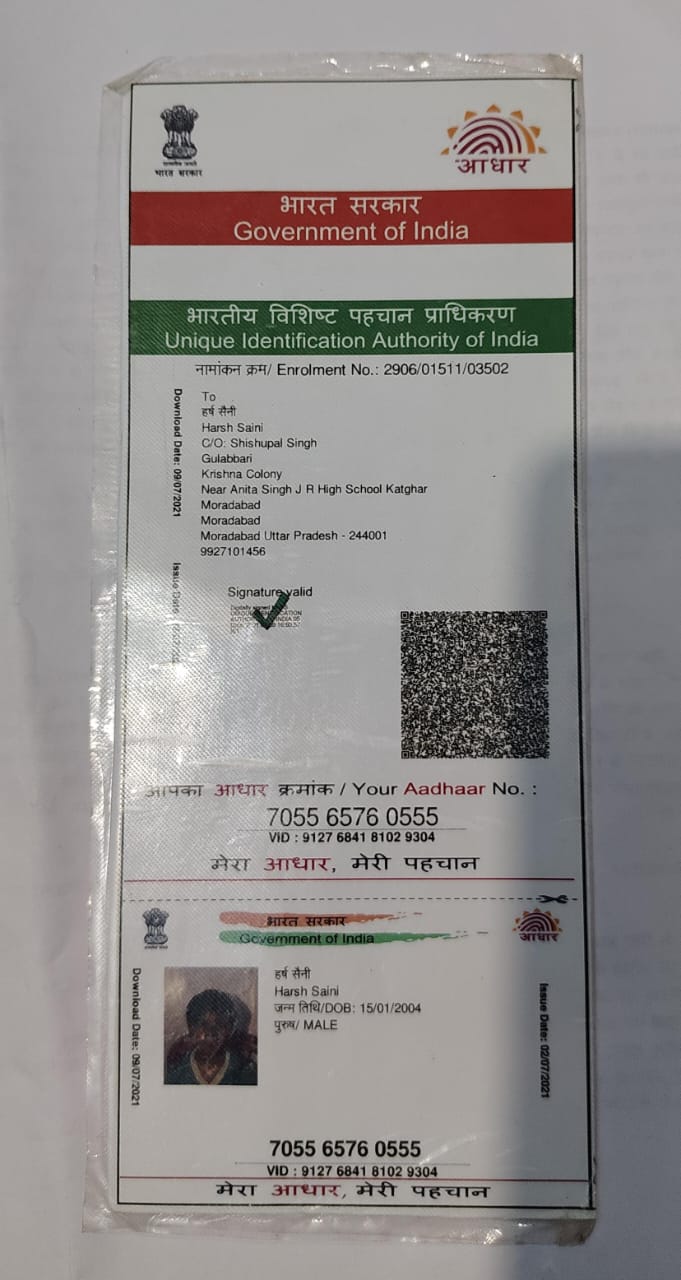 भारत सरकार
आधार
भारत सरकार
Government of India
भारतीय विशिष्ट पहचान प्राधिकरण
Unique Identification Authority of India
नामांकन क्रम/ Enrolment No.: 2906/01511/03502
Download Date: 09/07/2021
To
हर्ष सैनी
Harsh Saini
C/O: Shishupal Singh
Gulabbari
Krishna Colony
Near Anita Singh J R High School Katghar
Moradabad
Moradabad
Moradabad Uttar Pradesh - 244001
9927101456
Issue Date:
Signature valid
आपका आधार क्रमांक / Your Aadhaar No. :
7055 6576 0555
VID : 9127 6841 8102 9304
मेरा आधार, मेरी पहचान
भारत सरकार
Government of India
आधार
Download Date: 09/07/2021
हर्ष सैनी
Harsh Saini
जन्म तिथि/DOB: 15/01/2004
पुरुष/ MALE
Issue Date: 02/07/2021
7055 6576 0555
VID : 9127 6841 8102 9304
मेरा आधार, मेरी पहचान